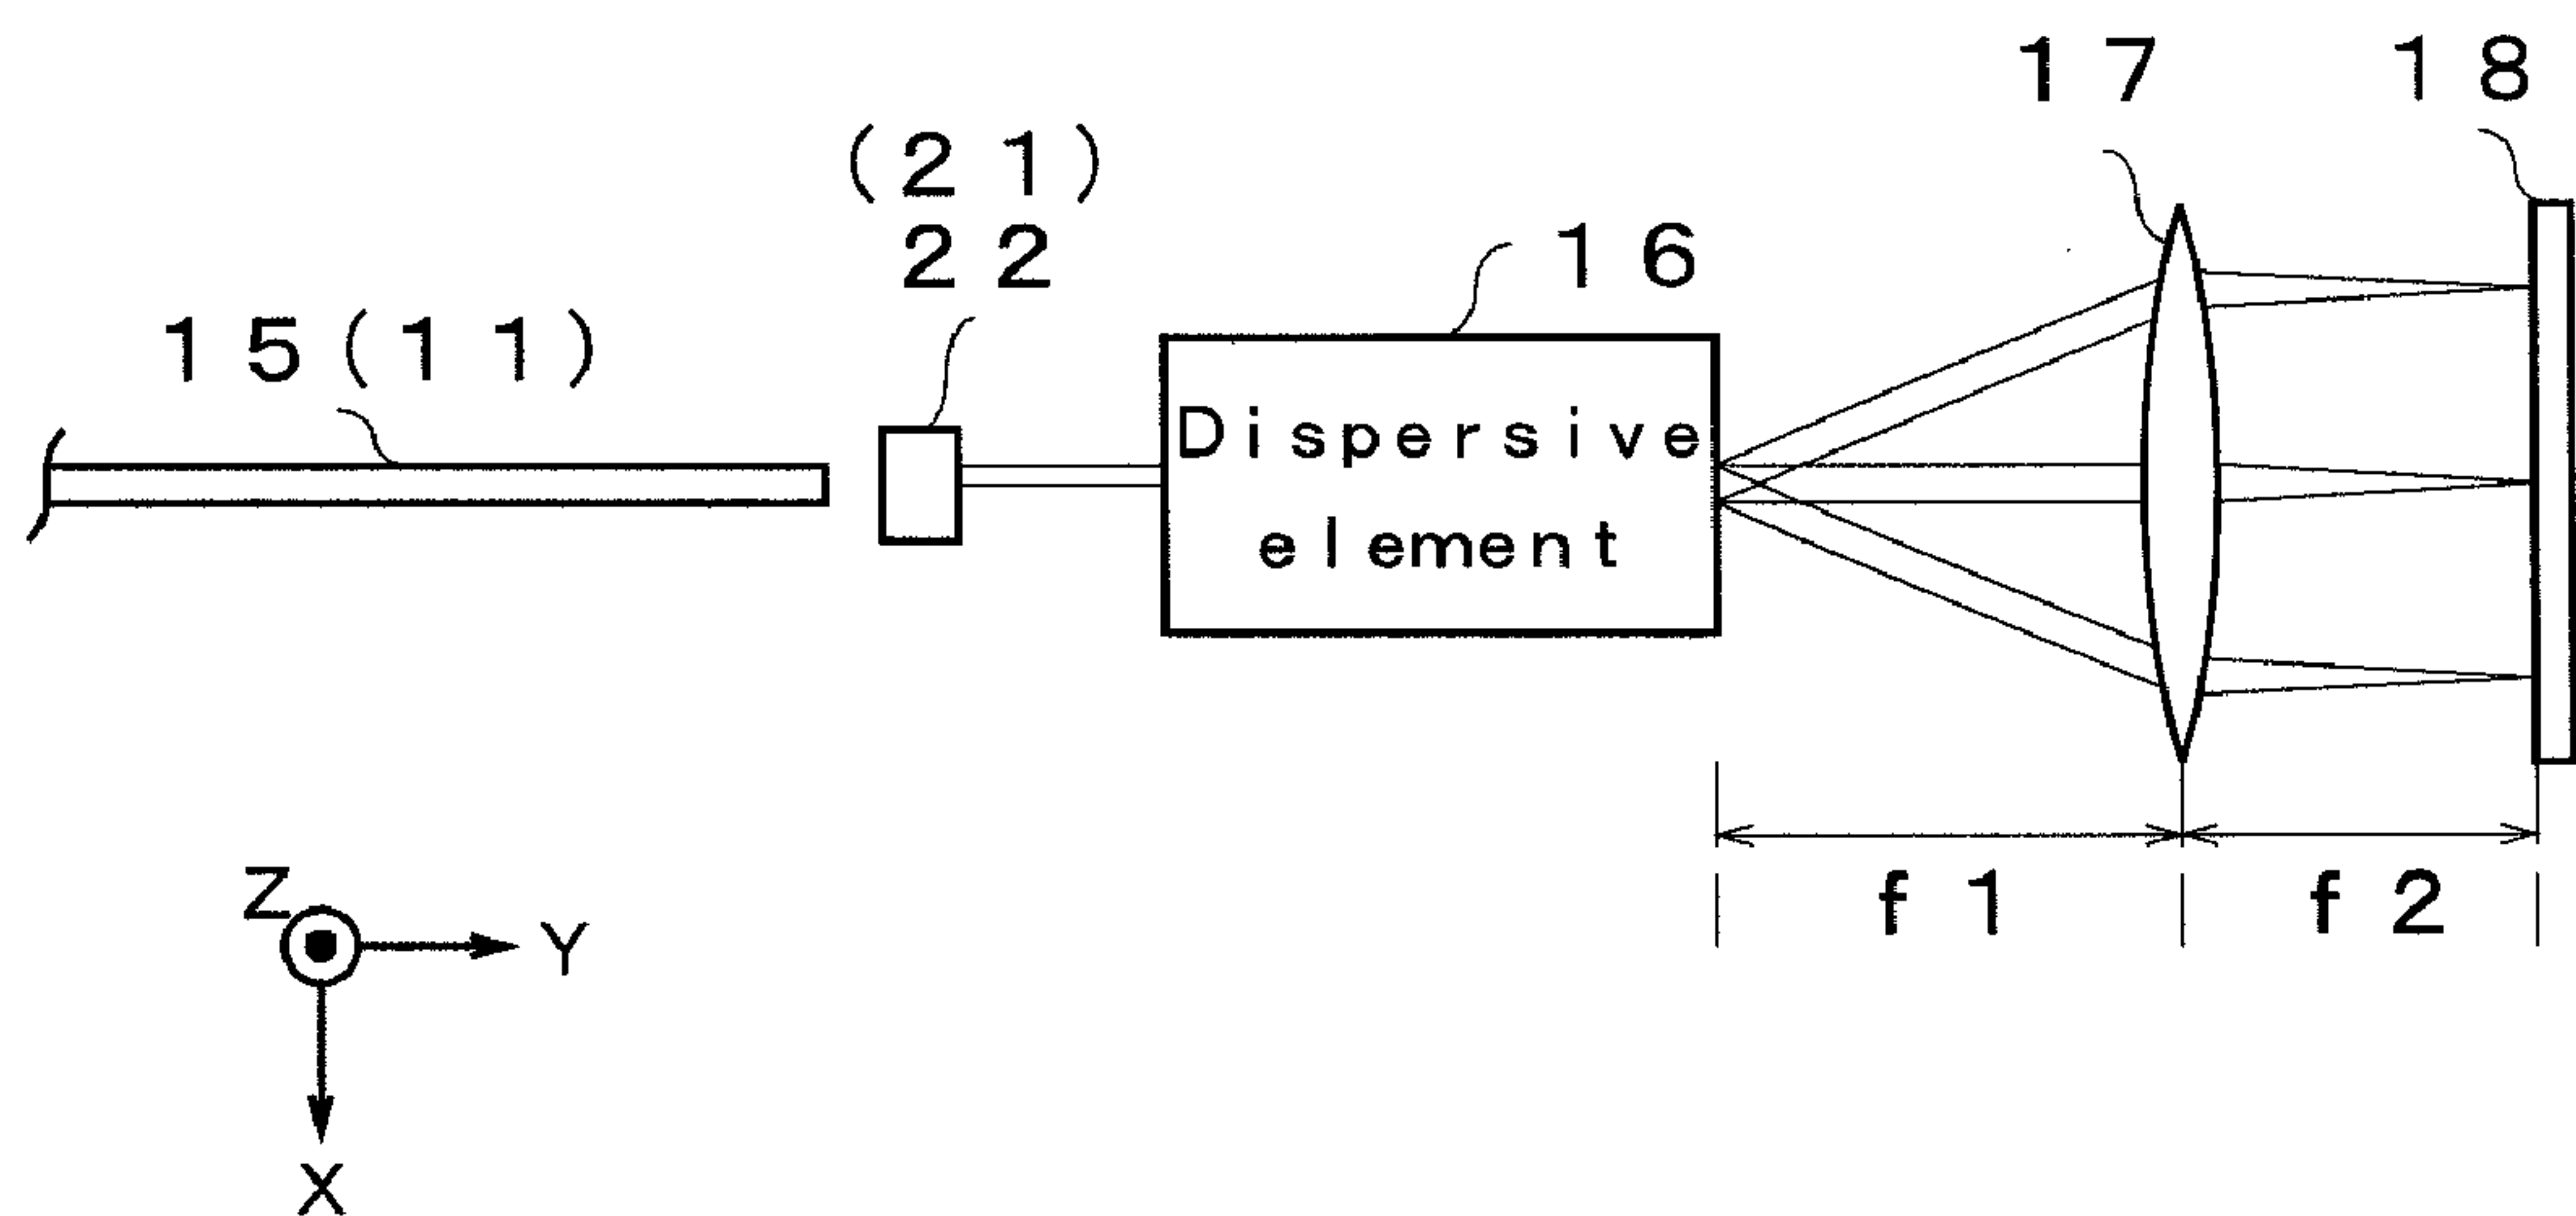 17
18
(21)
22
16
15(11)
Dispersive
element
f1
f2
Z
Y
X